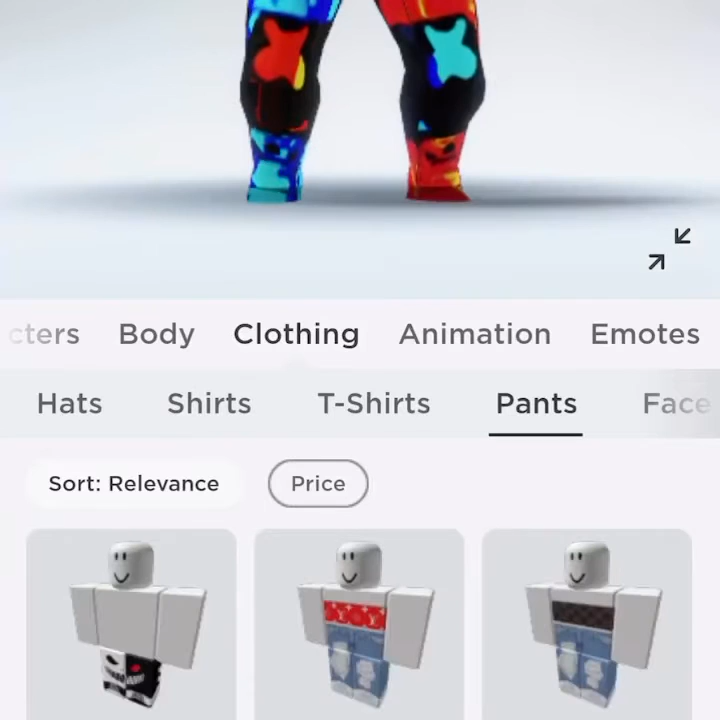 cters Body Clothing Animation Emotes
Hats Shirts T-Shirts Pants Face
Sort: Relevance Price